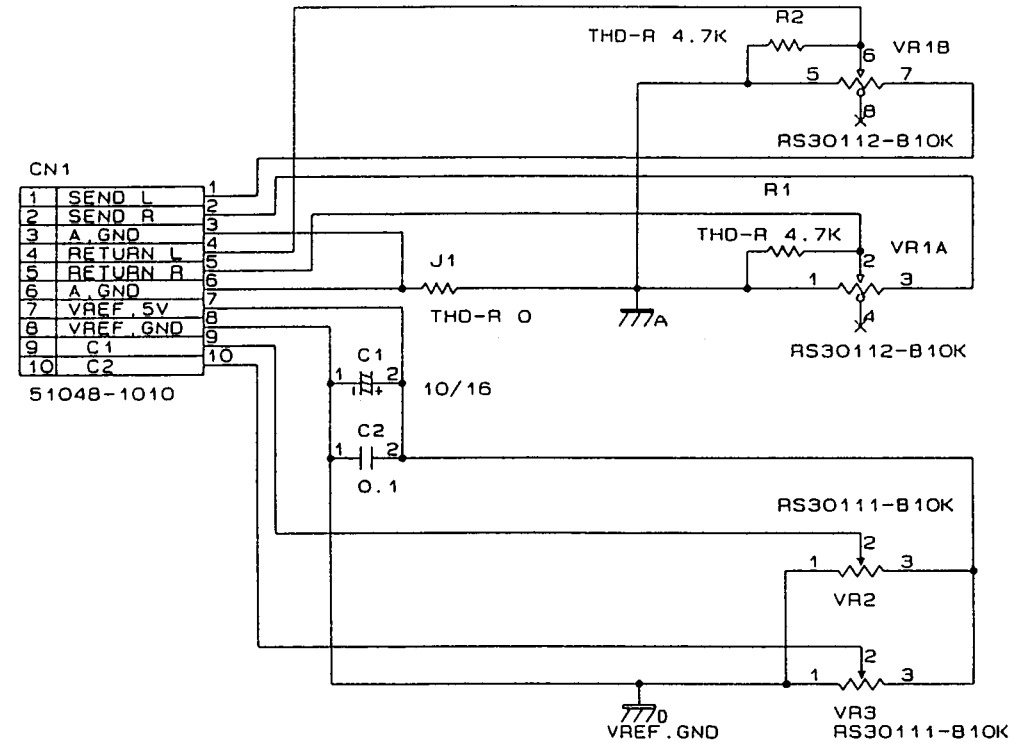 R2
THD-R 4.7K
VR1B
6
5
7
8
RS30112-B10K
CN1
1 SEND L 1
2 SEND R 2
3 A.GND 3
4 RETURN L 4
5 RETURN R 5
6 A.GND 6
7 VREF.5V 7
8 VREF.GND 8
9 C1 9
10 C2 10
51048-1010
R1
THD-R 4.7K
VR1A
2
1
3
4
RS30112-B10K
J1
THD-R 0
A
C1
1 2
- +
10/16
C2
1 2
0.1
RS30111-B10K
2
1 3
VR2
2
1 3
VR3
RS30111-B10K
D
VREF.GND